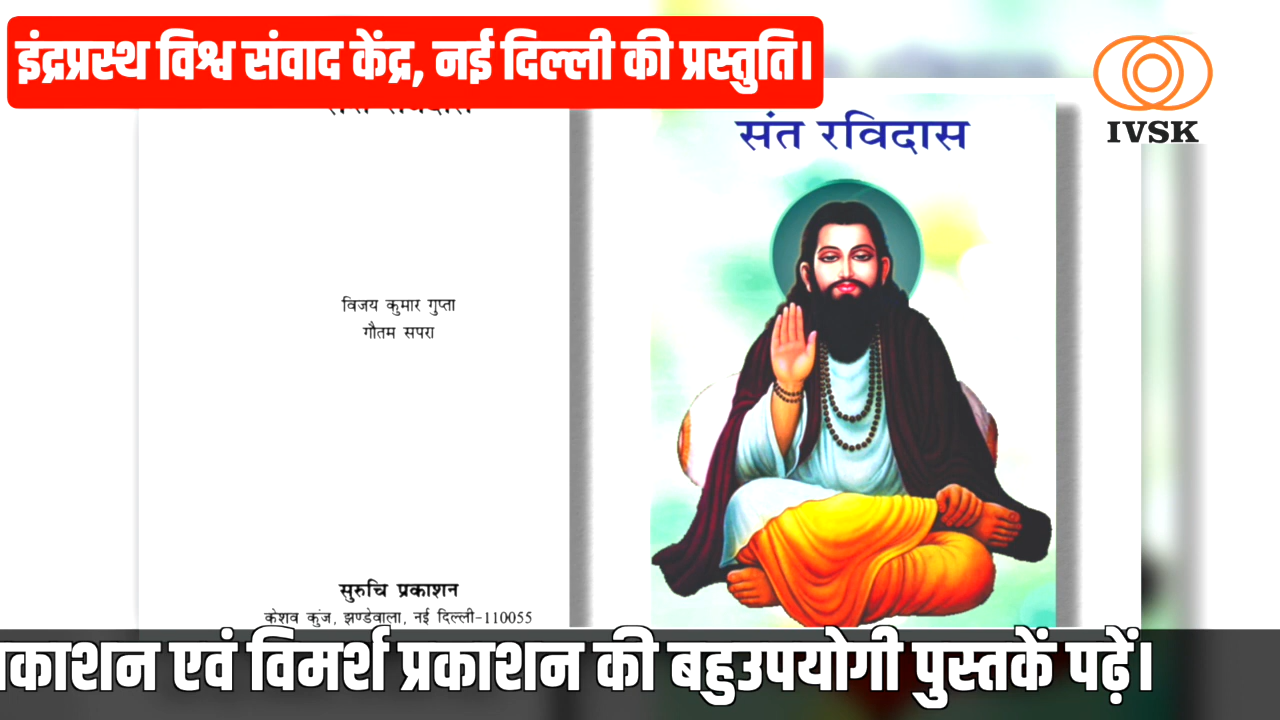 इंद्रप्रस्थ विश्व संवाद केंद्र, नई दिल्ली की प्रस्तुति।
IVSK
संत रविदास
विजय कुमार गुप्ता
गौतम सपरा
सुरुचि प्रकाशन
केशव कुंज, झण्डेवाला, नई दिल्ली-110055
एवं विमर्श प्रकाशन की बहुउपयोगी पुस्तकें पढ़ें।